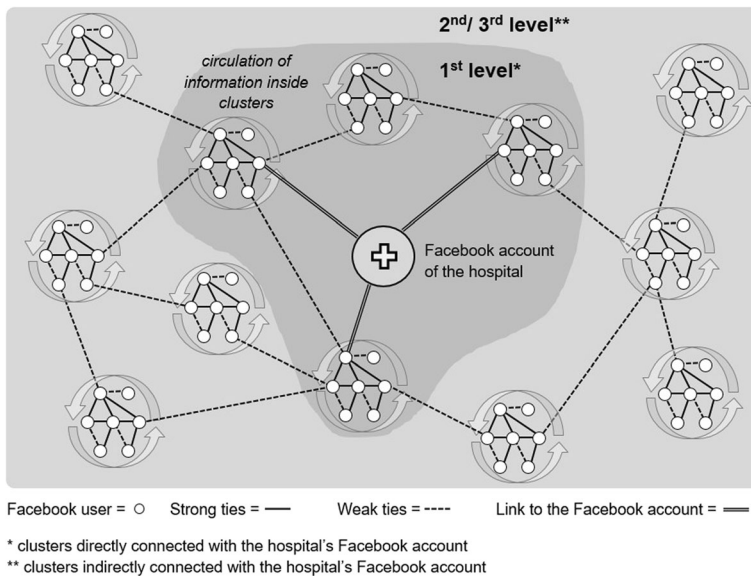 2nd/ 3rd level**
circulation of
information inside
clusters
1st level*
Facebook account
of the hospital
Facebook user =
Strong ties =
Weak ties =
Link to the Facebook account =
* clusters directly connected with the hospital's Facebook account
** clusters indirectly connected with the hospital's Facebook account